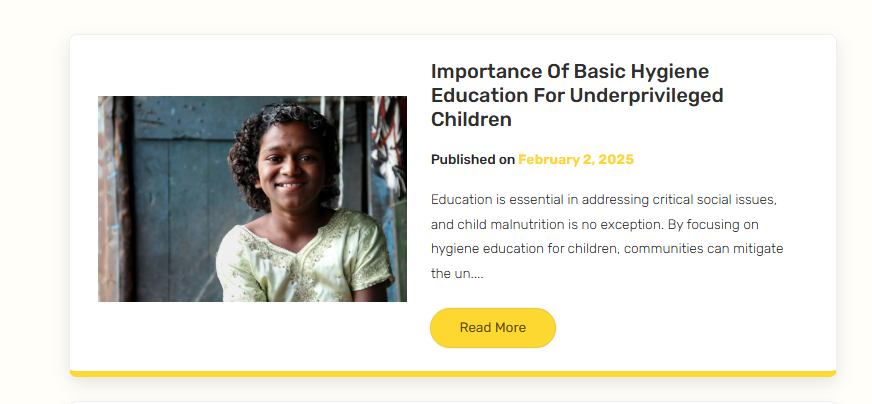 Importance Of Basic Hygiene
Education For Underprivileged
Children
Published on February 2, 2025
Education is essential in addressing critical social issues,
and child malnutrition is no exception. By focusing on
hygiene education for children, communities can mitigate
the un....
Read More